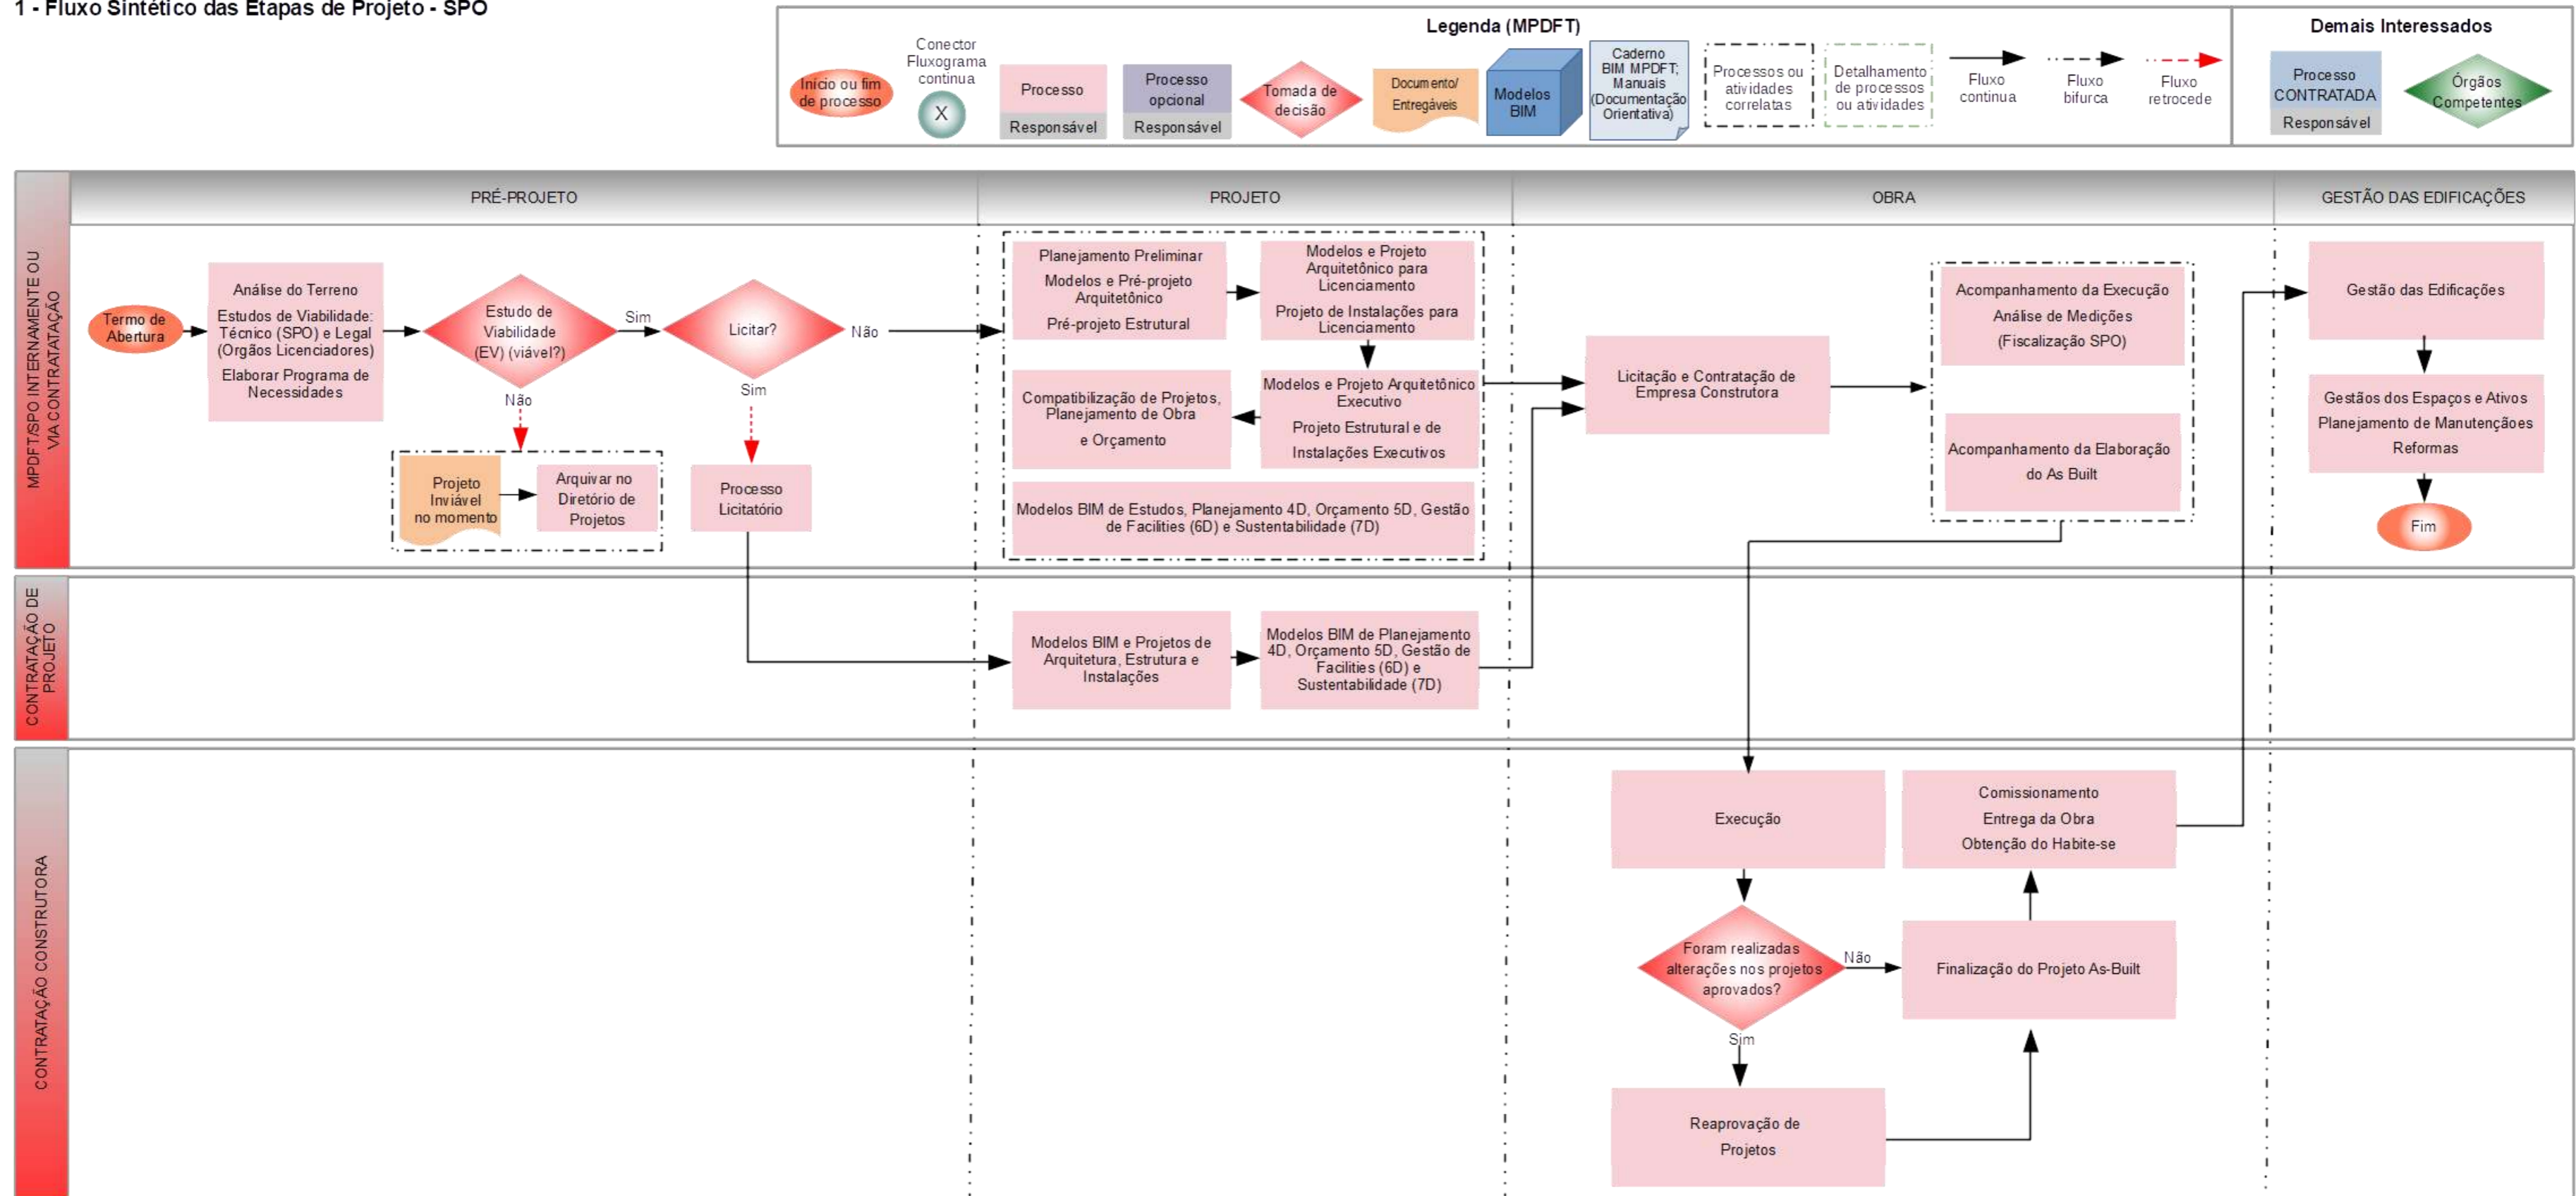 1 - Fluxo Sintético das Etapas de Projeto - SPO
Legenda (MPDFT)
Início ou fim
de processo
Conector
Fluxograma
continua
X
Processo
Responsável
Processo
opcional
Responsável
Tomada de
decisão
Documento/
Entregáveis
Modelos
BIM
Caderno
BIM MPDFT;
Manuais
(Documentação
Orientativa)
Processos ou
atividades
correlatas
Detalhamento
de processos
ou atividades
Fluxo
continua
Fluxo
bifurca
Fluxo
retrocede
Demais Interessados
Processo
CONTRATADA
Responsável
Órgãos
Competentes
PRÉ-PROJETO
PROJETO
OBRA
GESTÃO DAS EDIFICAÇÕES
MPDFT/SPO INTERNAMENTE OU
VIA CONTRATATAÇÃO
Termo de
Abertura
Análise do Terreno
Estudos de Viabilidade:
Técnico (SPO) e Legal
(Orgãos Licenciadores)
Elaborar Programa de
Necessidades
Estudo de
Viabilidade
(EV) (viável?)
Sim
Não
Licitar?
Não
Sim
Projeto
Inviável
no momento
Arquivar no
Diretório de
Projetos
Processo
Licitatório
Planejamento Preliminar
Modelos e Pré-projeto
Arquitetônico
Pré-projeto Estrutural
Modelos e Projeto
Arquitetônico para
Licenciamento
Projeto de Instalações para
Licenciamento
Compatibilização de Projetos,
Planejamento de Obra
e Orçamento
Modelos e Projeto Arquitetônico
Executivo
Projeto Estrutural e de
Instalações Executivos
Modelos BIM de Estudos, Planejamento 4D, Orçamento 5D, Gestão
de Facilities (6D) e Sustentabilidade (7D)
Licitação e Contratação de
Empresa Construtora
Acompanhamento da Execução
Análise de Medições
(Fiscalização SPO)
Acompanhamento da Elaboração
do As Built
Gestão das Edificações
Gestãos dos Espaços e Ativos
Planejamento de Manutençãoes
Reformas
Fim
CONTRATAÇÃO DE
PROJETO
Modelos BIM e Projetos de
Arquitetura, Estrutura e
Instalações
Modelos BIM de Planejamento
4D, Orçamento 5D, Gestão de
Facilities (6D) e
Sustentabilidade (7D)
CONTRATAÇÃO CONSTRUTORA
Execução
Comissionamento
Entrega da Obra
Obtenção do Habite-se
Foram realizadas
alterações nos projetos
aprovados?
Não
Sim
Finalização do Projeto As-Built
Reaprovação de
Projetos